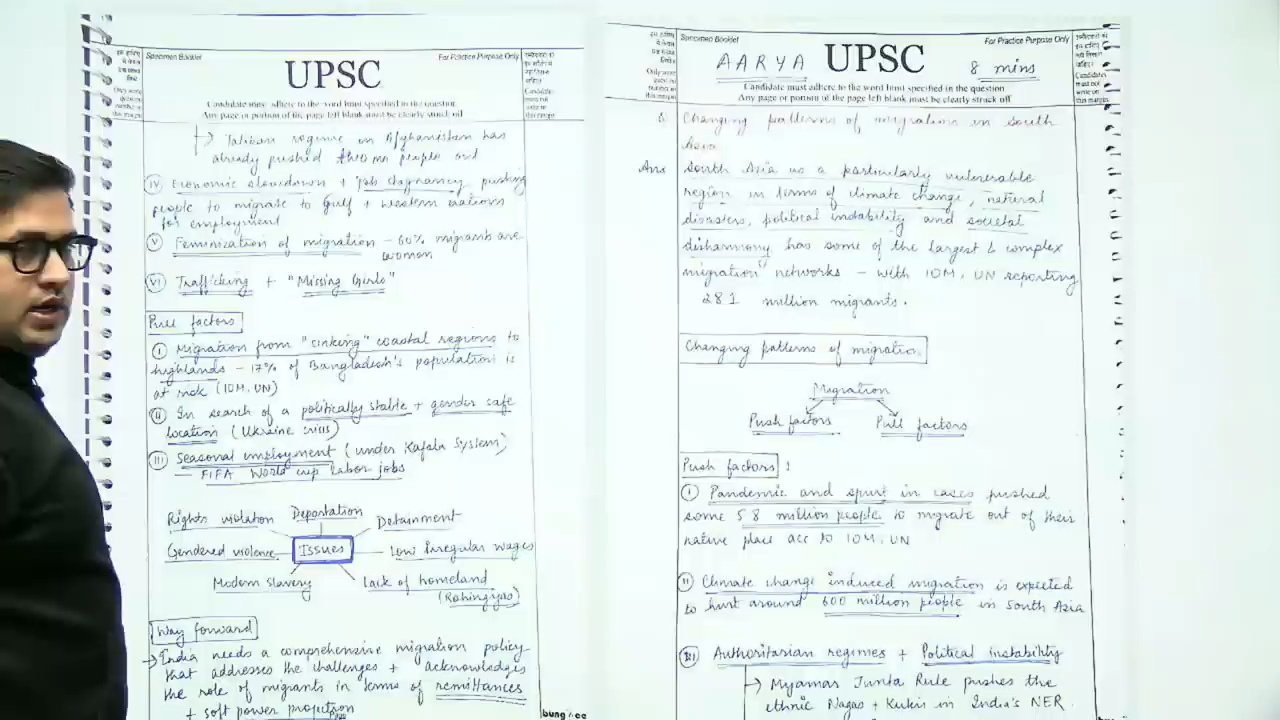 Specimen Booklet
For Practice Purpose Only
AARYA
UPSC
8 mins
Candidate must adhere to the word limit specified in the question
Any page or portion of the page left blank must be clearly struck off
Q. Changing patterns of migration in South
Asia.
Ans South Asia is a particularly vulnerable
region in terms of climate change, natural
disasters, political instability and societal
disharmony has some of the largest & complex
migration networks – with IOM, UN reporting
281 million migrants.
Changing patterns of migration
Migration
Push factors
Pull factors
Push factors :
I Pandemic and spurt in cases pushed
some 58 million people to migrate out of their
native place acc to IOM, UN
II Climate change induced migration is expected
to hurt around 600 million people in South Asia
III Authoritarian regimes + Political instability
→ Myamar Junta Rule pushes the
ethnic Nagas + Kukis in India's NER.
Specimen Booklet
For Practice Purpose Only
UPSC
Candidate must adhere to the word limit specified in the question
Any page or portion of the page left blank must be clearly struck off
→ Taliban regime in Afghanistan has
already pushed two mn people out
IV Economic slowdown + job stagnancy pushing
people to migrate to Gulf + western nations
for employment
V Feminization of migration – 60% migrants are
women
VI Trafficking + "Missing Girls"
Pull factors
I Migration from "sinking" coastal regions to
highlands – 17% of Bangladesh's population is
at risk (IOM, UN)
II In search of a politically stable + gender safe
location (Ukraine crisis)
III Seasonal employment (under Kafala System)
– FIFA World cup labor jobs
Rights violation
Deportation
Detainment
Gendered violence
Issues
Low irregular wages
Modern slavery
lack of homeland
(Rohingyas)
Way forward
→ India needs a comprehensive migration policy
that addresses the challenges + acknowledges
the role of migrants in terms of remittances
+ soft power projection